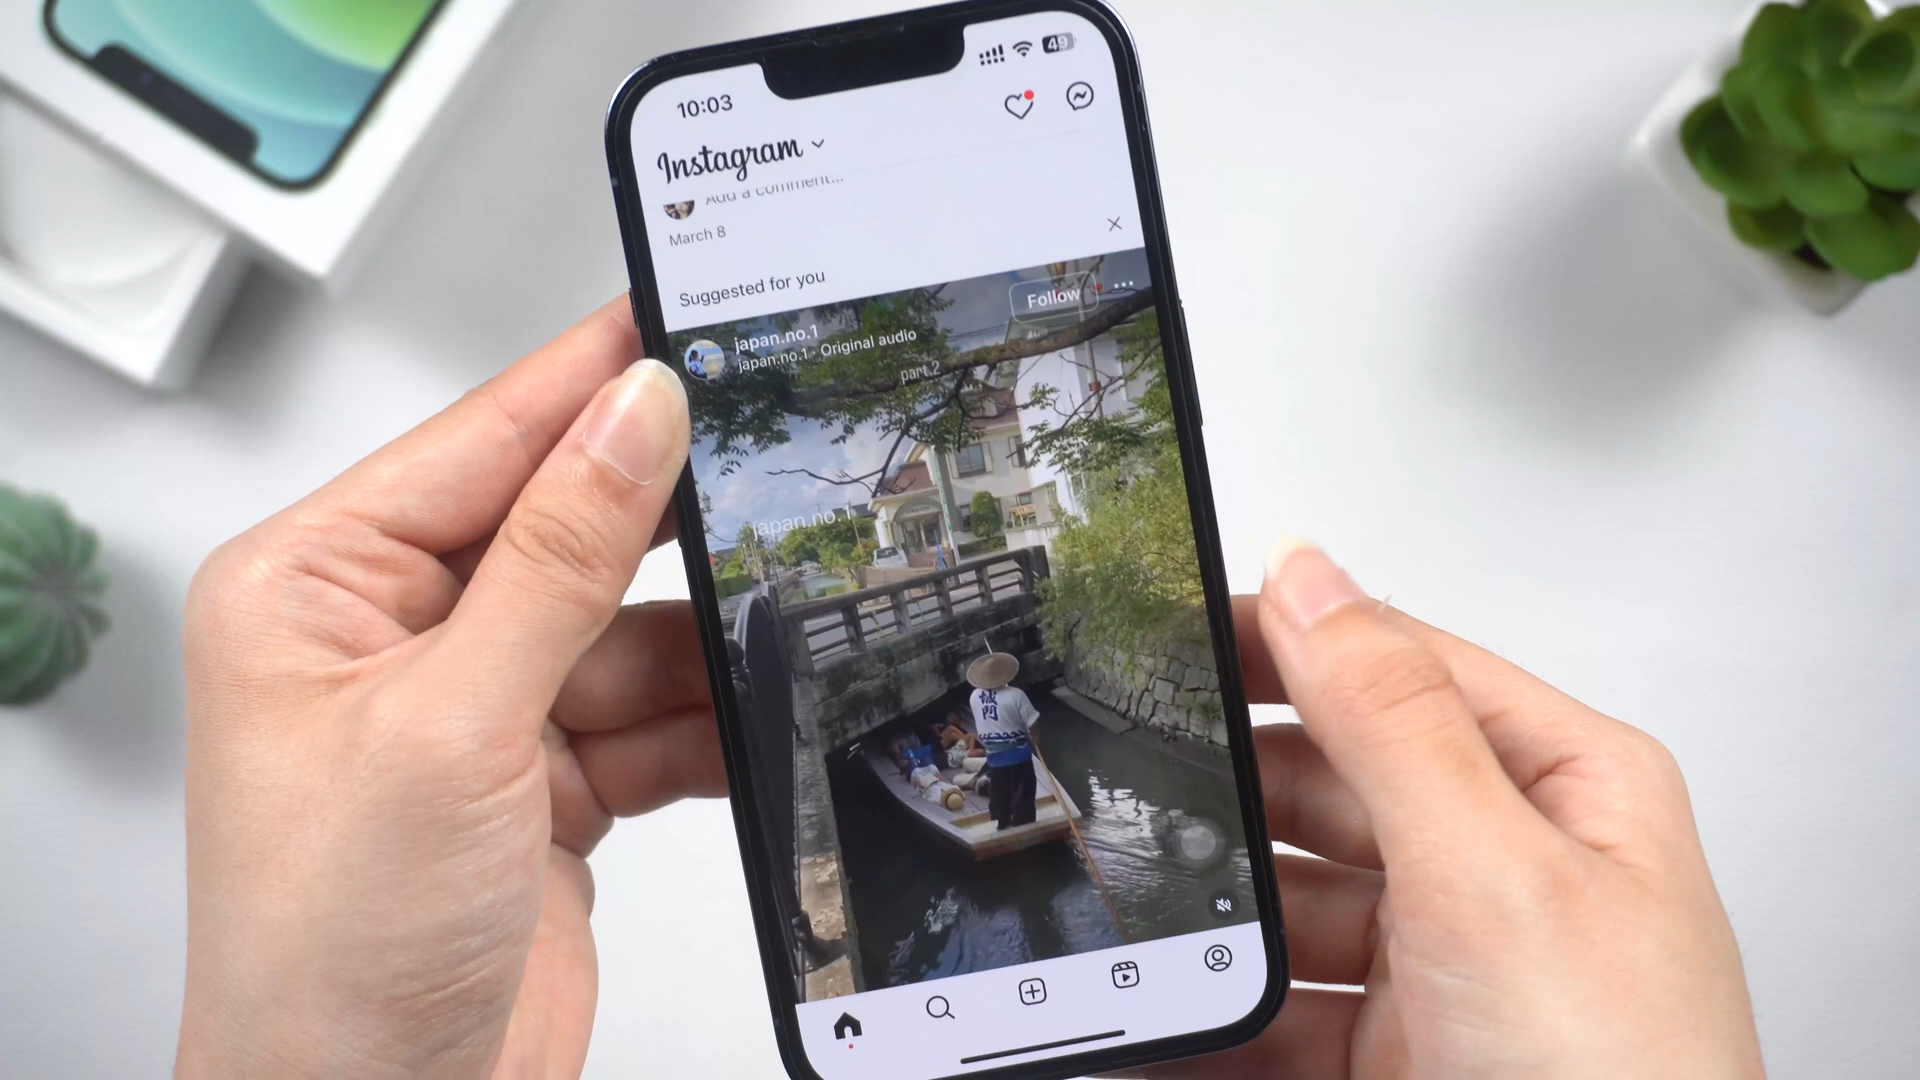 10:03
49
Instagram
Add a comment...
March 8
Suggested for you
japan.no.1
Follow
japan.no.1 · Original audio
part.2
japan.no.1
城門